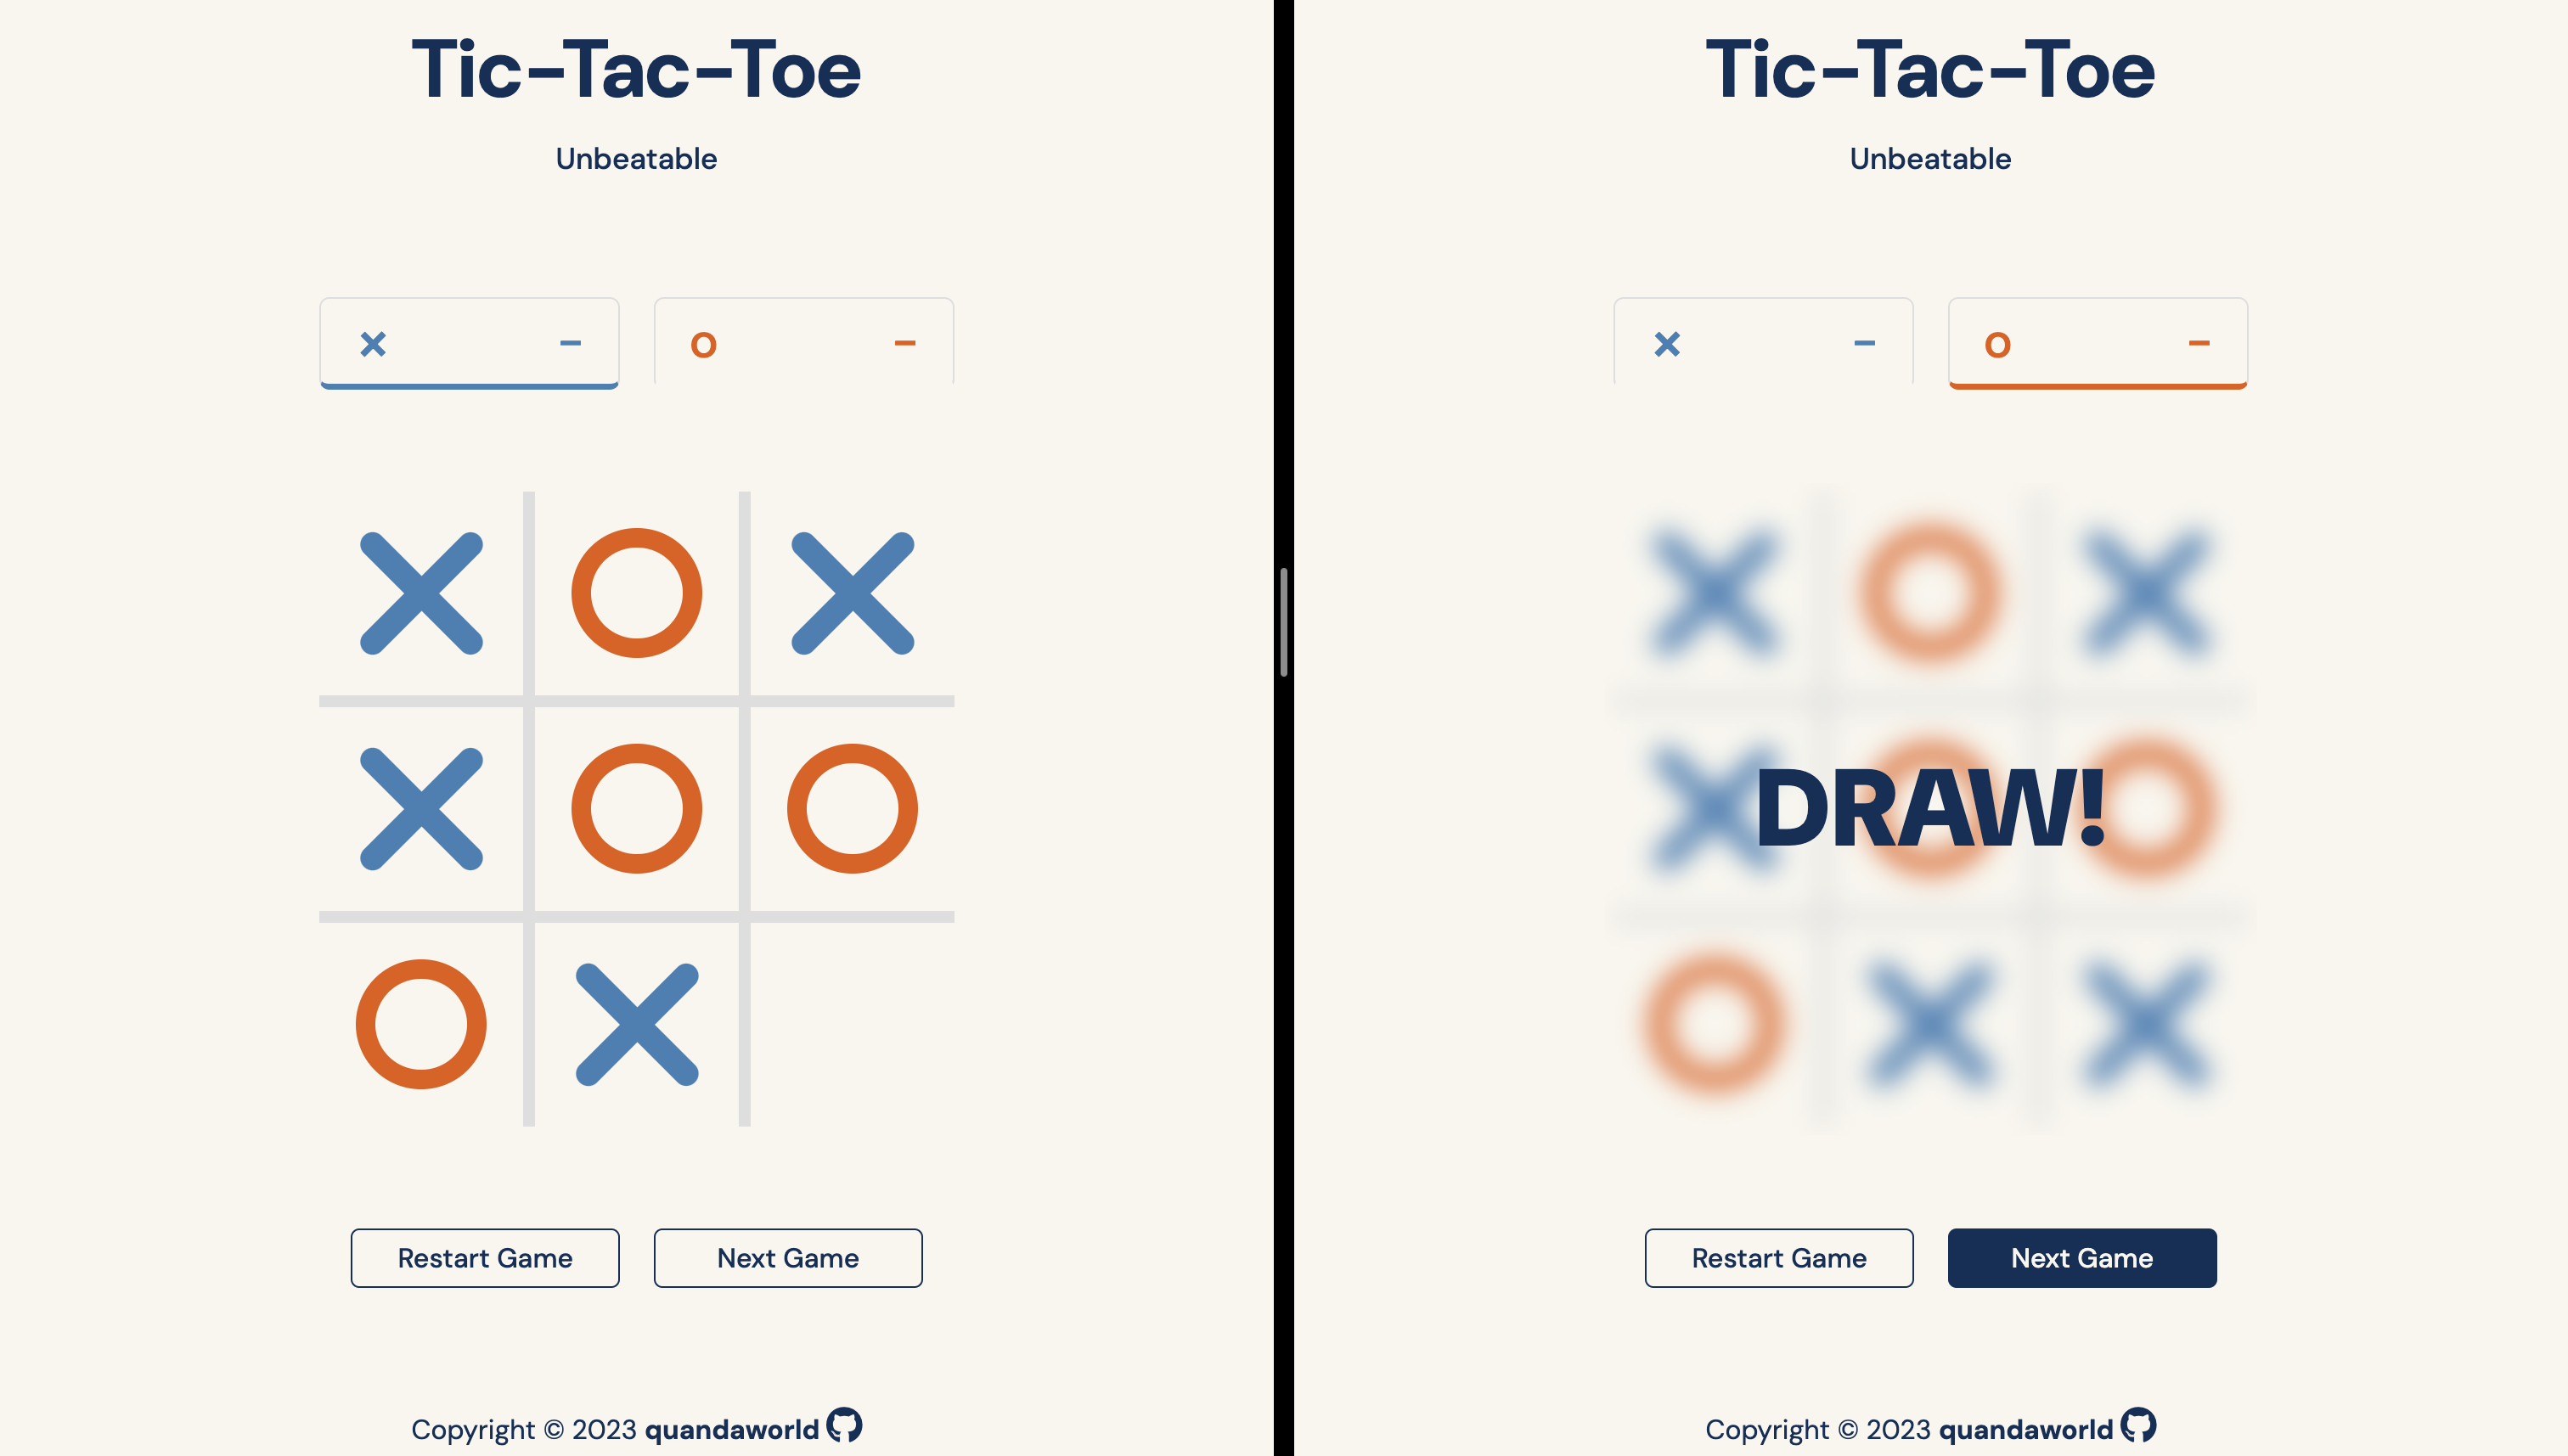 Tic-Tac-Toe
Unbeatable
× -
O -
X O X
X O O
O X
Restart Game
Next Game
Copyright © 2023 quandaworld
Tic-Tac-Toe
Unbeatable
× -
O -
X O X
X O O
O X X
DRAW!
Restart Game
Next Game
Copyright © 2023 quandaworld